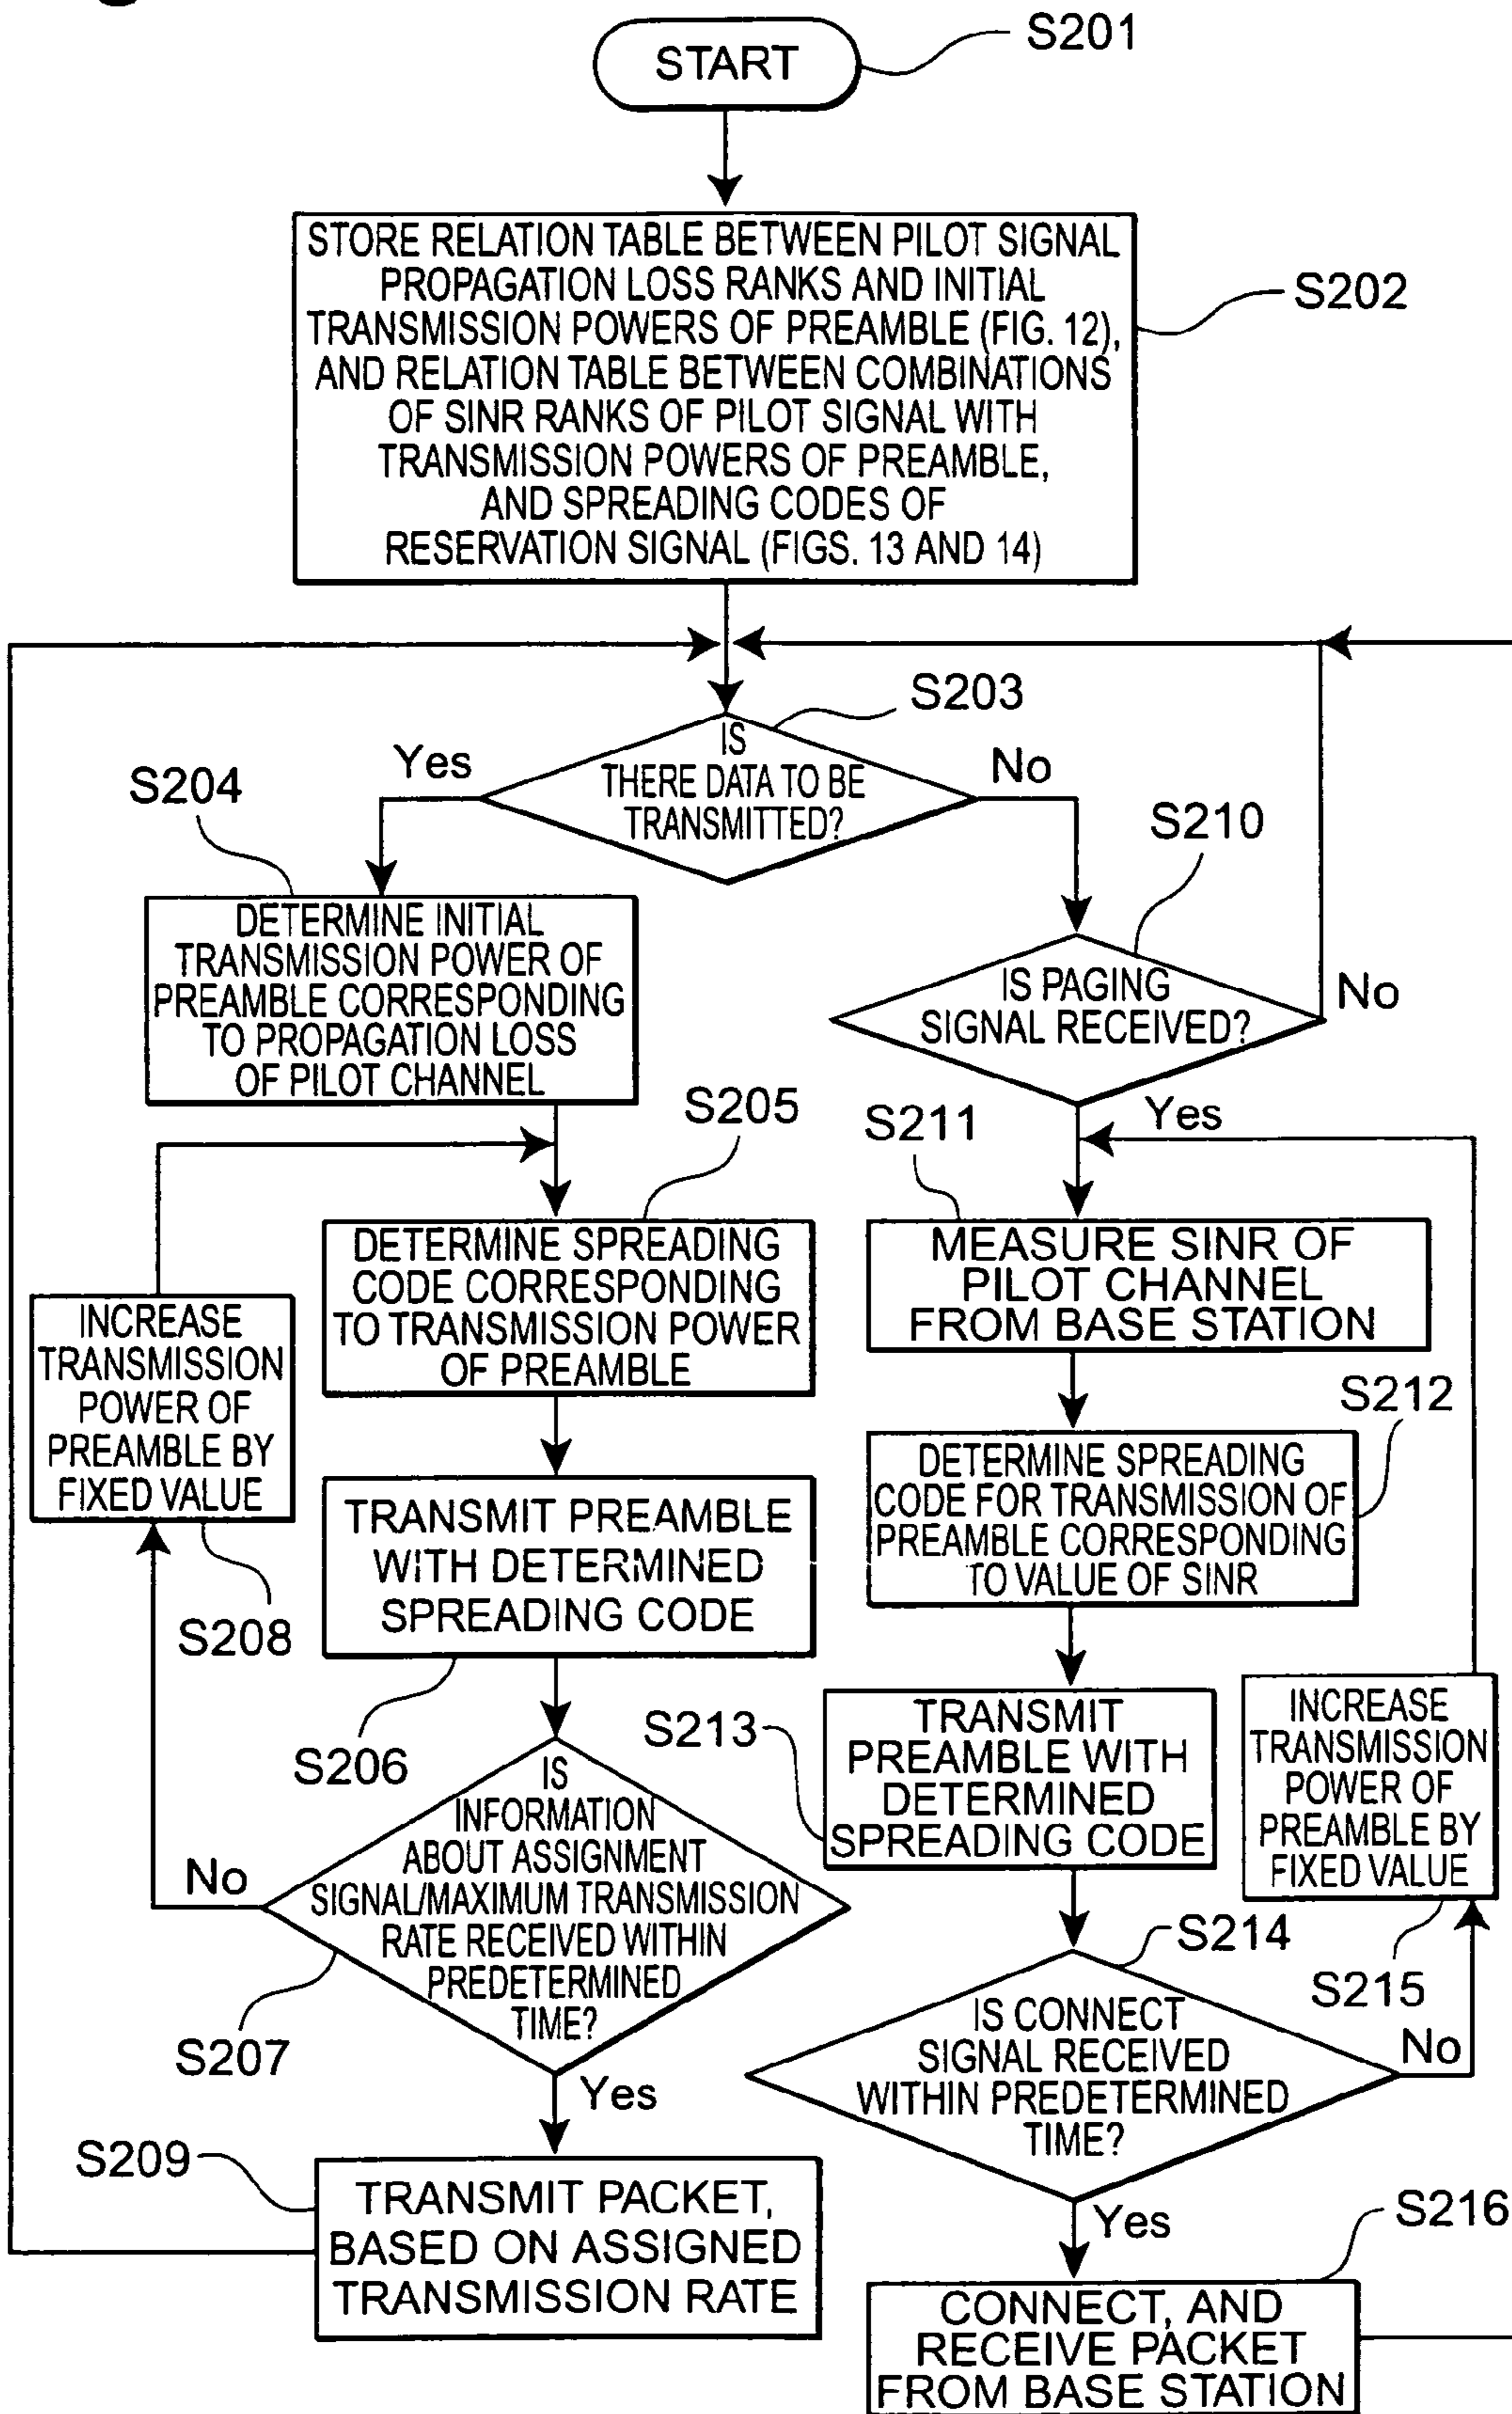 START
S201
STORE RELATION TABLE BETWEEN PILOT SIGNAL
PROPAGATION LOSS RANKS AND INITIAL
TRANSMISSION POWERS OF PREAMBLE (FIG. 12),
AND RELATION TABLE BETWEEN COMBINATIONS
OF SINR RANKS OF PILOT SIGNAL WITH
TRANSMISSION POWERS OF PREAMBLE,
AND SPREADING CODES OF
RESERVATION SIGNAL (FIGS. 13 AND 14)
S202
S203
IS
THERE DATA TO BE
TRANSMITTED?
Yes
No
S204
DETERMINE INITIAL
TRANSMISSION POWER OF
PREAMBLE CORRESPONDING
TO PROPAGATION LOSS
OF PILOT CHANNEL
S205
DETERMINE SPREADING
CODE CORRESPONDING
TO TRANSMISSION POWER
OF PREAMBLE
INCREASE
TRANSMISSION
POWER OF
PREAMBLE BY
FIXED VALUE
S208
TRANSMIT PREAMBLE
WITH DETERMINED
SPREADING CODE
S206
IS
INFORMATION
ABOUT ASSIGNMENT
SIGNAL/MAXIMUM TRANSMISSION
RATE RECEIVED WITHIN
PREDETERMINED
TIME?
No
S207
Yes
S209
TRANSMIT PACKET,
BASED ON ASSIGNED
TRANSMISSION RATE
S210
IS PAGING
SIGNAL RECEIVED?
No
Yes
S211
MEASURE SINR OF
PILOT CHANNEL
FROM BASE STATION
S212
DETERMINE SPREADING
CODE FOR TRANSMISSION OF
PREAMBLE CORRESPONDING
TO VALUE OF SINR
S213
TRANSMIT
PREAMBLE WITH
DETERMINED
SPREADING CODE
INCREASE
TRANSMISSION
POWER OF
PREAMBLE BY
FIXED VALUE
S215
S214
IS CONNECT
SIGNAL RECEIVED
WITHIN PREDETERMINED
TIME?
No
Yes
S216
CONNECT, AND
RECEIVE PACKET
FROM BASE STATION